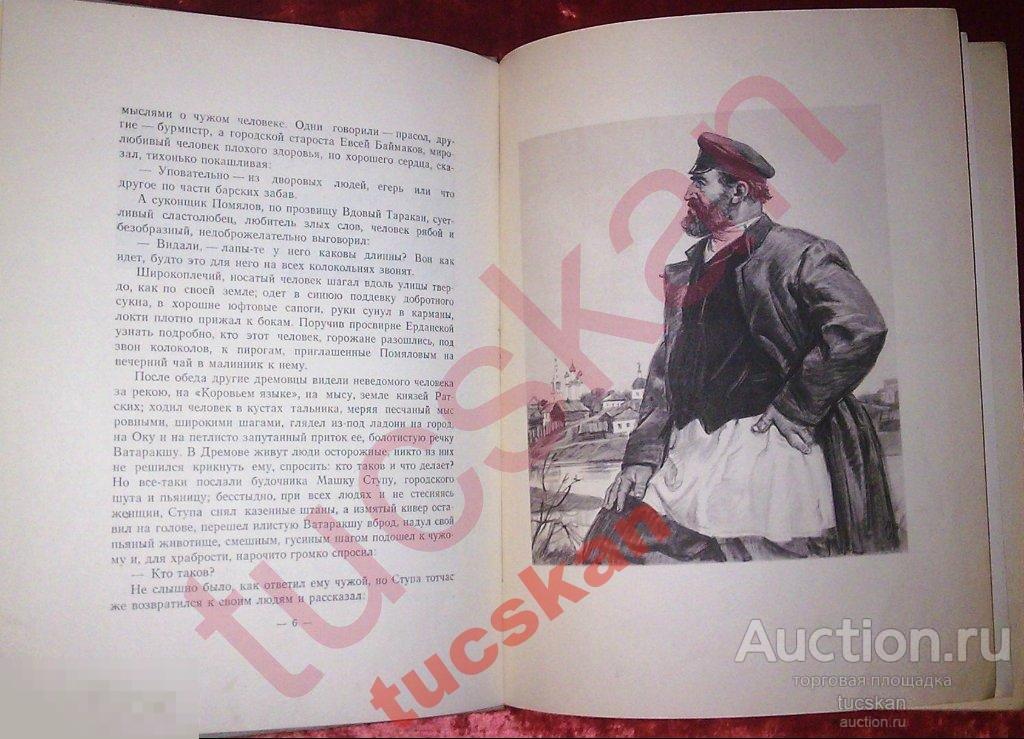 мыслями о чужом человеке. Одни говорили — прасол, дру-
гие — бурмистр, а городской староста Евсей Баймаков, миро-
любивый человек плохого здоровья, но хорошего сердца, ска-
зал, тихонько покашливая:
— Уповательно — из дворовых людей, егерь или что
другое по части барских забав.
А суконщик Помялов, по прозвищу Вдовый Таракан, сует-
ливый сластолюбец, любитель злых слов, человек рябой и
безобразный, недоброжелательно выговорил:
— Видали, — лапы-те у него каковы длинны? Вон как
идет, будто это для него на всех колокольнях звонят.
Широкоплечий, носатый человек шагал вдоль улицы твер-
до, как по своей земле; одет в синюю поддевку добротного
сукна, в хорошие юфтовые сапоги, руки сунул в карманы,
локти плотно прижал к бокам. Поручив просвирне Ерданской
узнать подробно, кто этот человек, горожане разошлись, под
звон колоколов, к пирогам, приглашенные Помяловым на
вечерний чай в малинник к нему.
После обеда другие дремовцы видели неведомого человека
за рекою, на «Коровьем языке», на мысу, земле князей Рат-
ских; ходил человек в кустах тальника, меряя песчаный мыс
ровными, широкими шагами, глядел из-под ладони на город,
на Оку и на петлисто запутанный приток ее, болотистую речку
Ватаракшу. В Дремове живут люди осторожные, никто из них
не решился крикнуть ему, спросить: кто таков и что делает?
Но все-таки послали будочника Машку Ступу, городского
шута и пьяницу; бесстыдно, при всех людях и не стесняясь
женщин, Ступа снял казенные штаны, а измятый кивер оста-
вил на голове, перешел илистую Ватаракшу вброд, надул свой
пьяный животище, смешным, гусиным шагом подошел к чужо-
му и, для храбрости, нарочито громко спросил:
— Кто таков?
Не слышно было, как ответил ему чужой, но Ступа тотчас
же возвратился к своим людям и рассказал:
— 6 —
tucskan
tucskan
Auction.ru
торговая площадка
tucskan
auction.ru